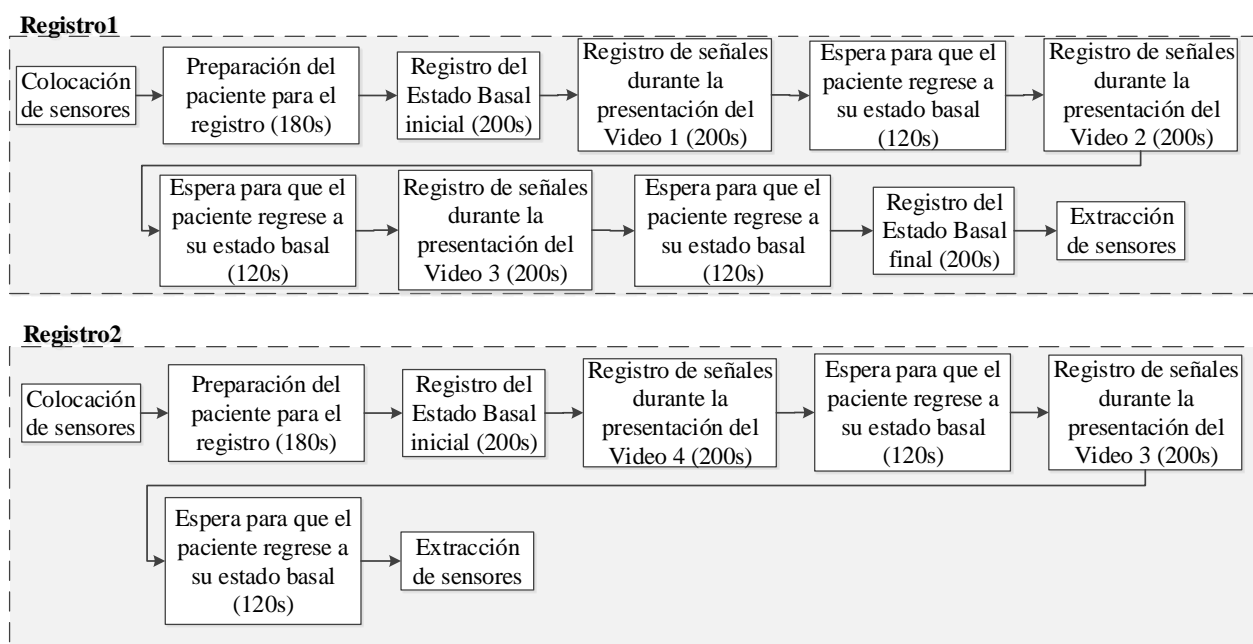 Registro1
Colocación
de sensores
Preparación del
paciente para el
registro (180s)
Registro del
Estado Basal
inicial (200s)
Registro de señales
durante la
presentación del
Video 1 (200s)
Espera para que el
paciente regrese a
su estado basal
(120s)
Registro de señales
durante la
presentación del
Video 2 (200s)
Espera para que el
paciente regrese a
su estado basal
(120s)
Registro de señales
durante la
presentación del
Video 3 (200s)
Espera para que el
paciente regrese a
su estado basal
(120s)
Registro del
Estado Basal
final (200s)
Extracción
de sensores
Registro2
Colocación
de sensores
Preparación del
paciente para el
registro (180s)
Registro del
Estado Basal
inicial (200s)
Registro de señales
durante la
presentación del
Video 4 (200s)
Espera para que el
paciente regrese a
su estado basal
(120s)
Registro de señales
durante la
presentación del
Video 3 (200s)
Espera para que el
paciente regrese a
su estado basal
(120s)
Extracción
de sensores